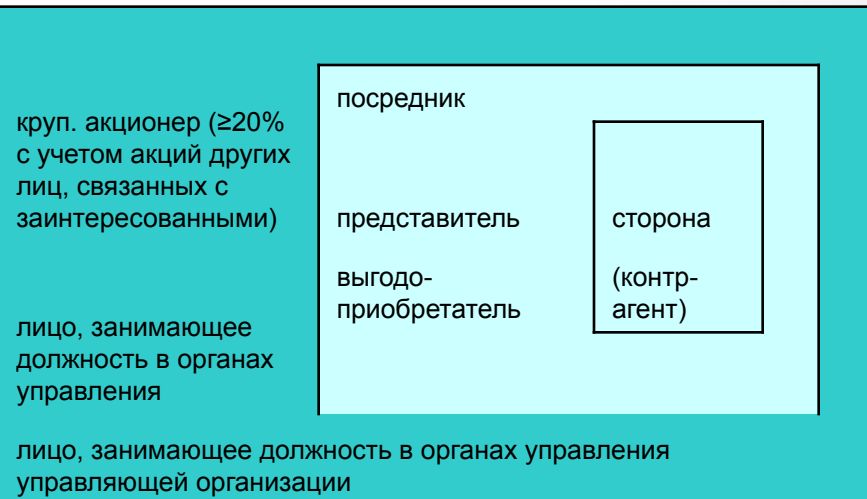 круп. акционер (≥20%
с учетом акций других
лиц, связанных с
заинтересованными)
лицо, занимающее
должность в органах
управления
лицо, занимающее должность в органах управления
управляющей организации
посредник
представитель
выгодо-
приобретатель
сторона
(контр-
агент)